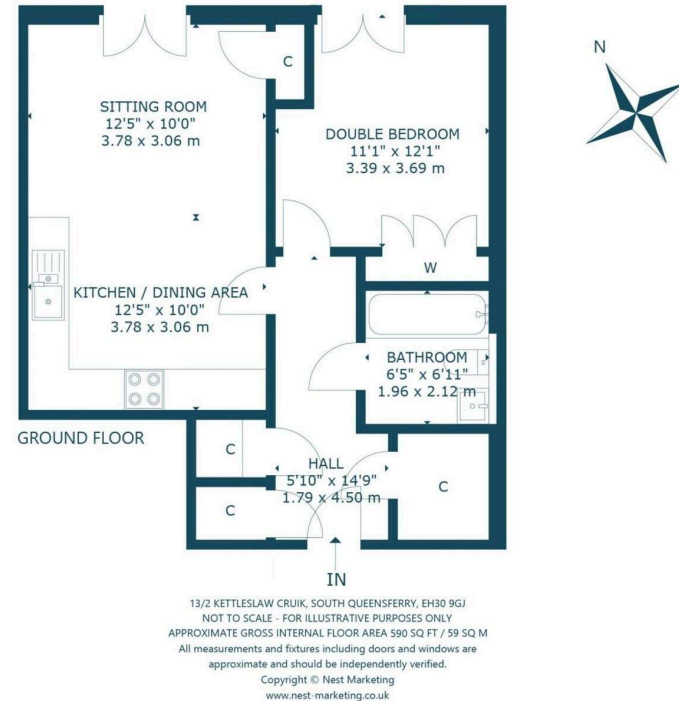 N
C
SITTING ROOM
12'5" x 10'0"
3.78 x 3.06 m
DOUBLE BEDROOM
11'1" x 12'1"
3.39 x 3.69 m
W
KITCHEN / DINING AREA
12'5" x 10'0"
3.78 x 3.06 m
BATHROOM
6'5" x 6'11"
1.96 x 2.12 m
GROUND FLOOR
C
HALL
5'10" x 14'9"
1.79 x 4.50 m
C
C
IN
13/2 KETTLESLAW CRUIK, SOUTH QUEENSFERRY, EH30 9GJ
NOT TO SCALE - FOR ILLUSTRATIVE PURPOSES ONLY
APPROXIMATE GROSS INTERNAL FLOOR AREA 590 SQ FT / 59 SQ M
All measurements and fixtures including doors and windows are
approximate and should be independently verified.
Copyright © Nest Marketing
www.nest-marketing.co.uk